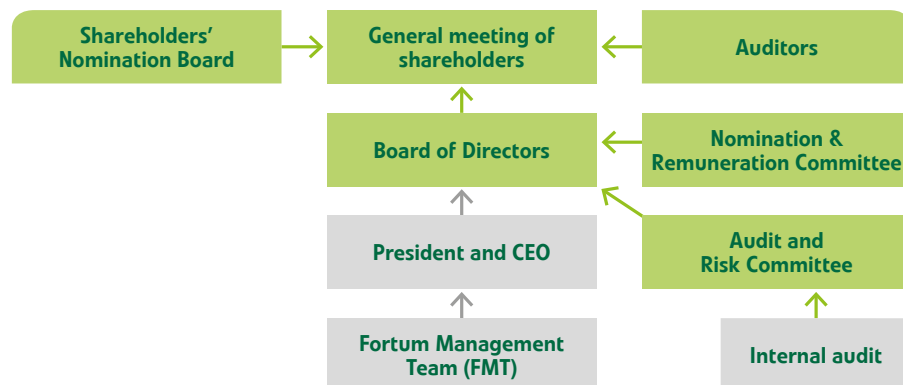 Shareholders'
Nomination Board
General meeting of
shareholders
Auditors
Board of Directors
Nomination &
Remuneration Committee
President and CEO
Audit and
Risk Committee
Fortum Management
Team (FMT)
Internal audit